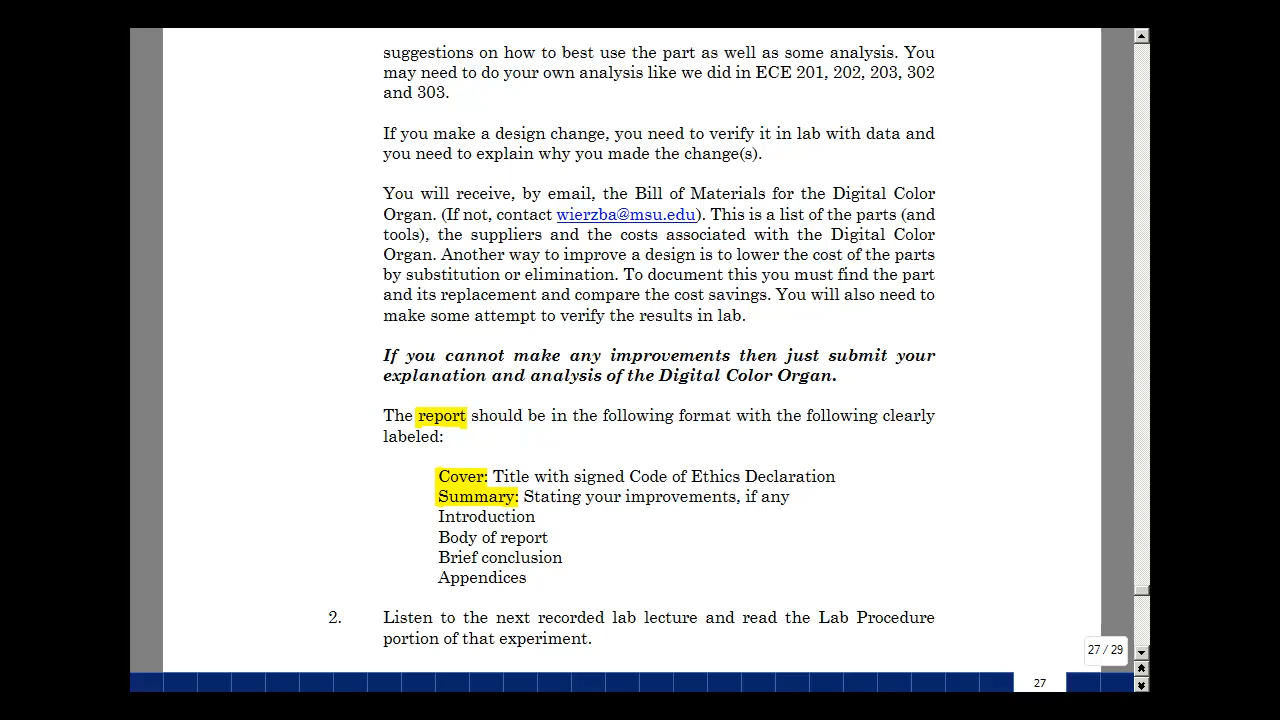 suggestions on how to best use the part as well as some analysis. You
may need to do your own analysis like we did in ECE 201, 202, 203, 302
and 303.
If you make a design change, you need to verify it in lab with data and
you need to explain why you made the change(s).
You will receive, by email, the Bill of Materials for the Digital Color
Organ. (If not, contact wierzba@msu.edu). This is a list of the parts (and
tools), the suppliers and the costs associated with the Digital Color
Organ. Another way to improve a design is to lower the cost of the parts
by substitution or elimination. To document this you must find the part
and its replacement and compare the cost savings. You will also need to
make some attempt to verify the results in lab.
If you cannot make any improvements then just submit your
explanation and analysis of the Digital Color Organ.
The report should be in the following format with the following clearly
labeled:
Cover: Title with signed Code of Ethics Declaration
Summary: Stating your improvements, if any
Introduction
Body of report
Brief conclusion
Appendices
2. Listen to the next recorded lab lecture and read the Lab Procedure
portion of that experiment.
27 / 29
27